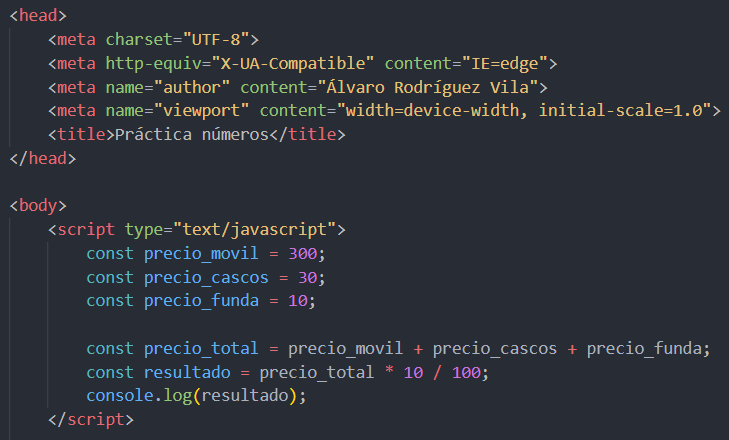 <head>
    <meta charset="UTF-8">
    <meta http-equiv="X-UA-Compatible" content="IE=edge">
    <meta name="author" content="Álvaro Rodríguez Vila">
    <meta name="viewport" content="width=device-width, initial-scale=1.0">
    <title>Práctica números</title>
</head>

<body>
    <script type="text/javascript">
        const precio_movil = 300;
        const precio_cascos = 30;
        const precio_funda = 10;

        const precio_total = precio_movil + precio_cascos + precio_funda;
        const resultado = precio_total * 10 / 100;
        console.log(resultado);
    </script>